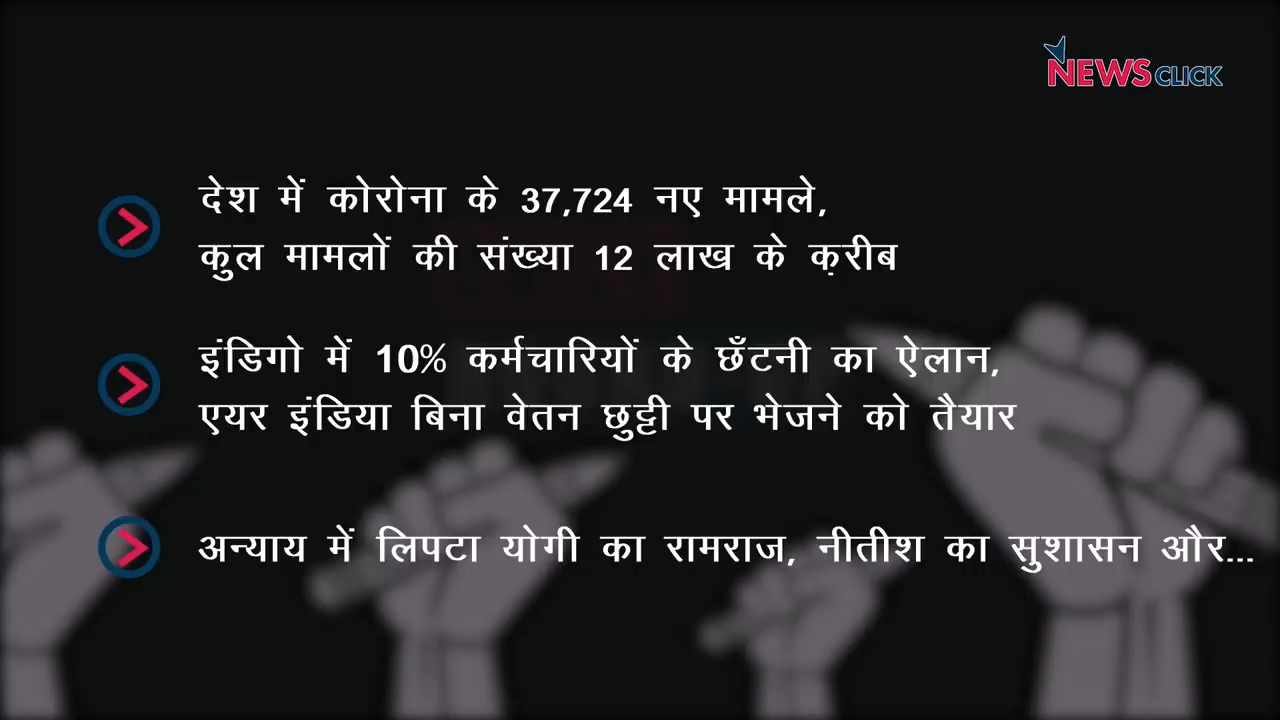 NEWSCLICK
देश में कोरोना के 37,724 नए मामले,
कुल मामलों की संख्या 12 लाख के क़रीब
इंडिगो में 10% कर्मचारियों के छँटनी का ऐलान,
एयर इंडिया बिना वेतन छुट्टी पर भेजने को तैयार
अन्याय में लिपटा योगी का रामराज, नीतीश का सुशासन और...